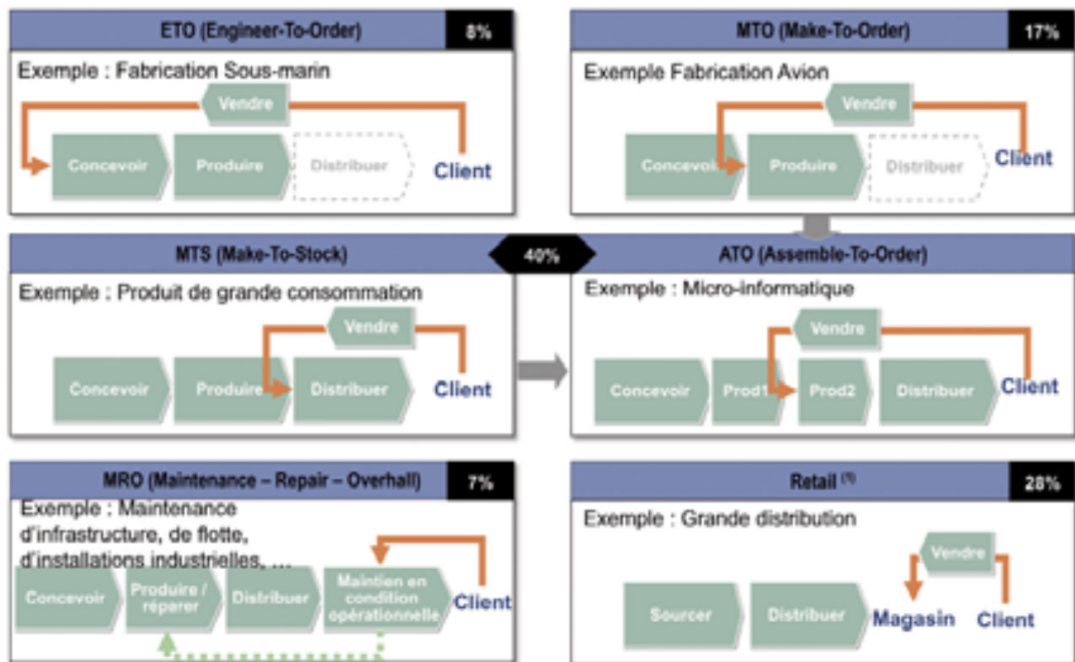 ETO (Engineer-To-Order) 8%
Exemple : Fabrication Sous-marin
Vendre
Concevoir Produire Distribuer Client
MTO (Make-To-Order) 17%
Exemple Fabrication Avion
Vendre
Concevoir Produire Distribuer Client
MTS (Make-To-Stock) 40%
Exemple : Produit de grande consommation
Vendre
Concevoir Produire Distribuer Client
ATO (Assemble-To-Order)
Exemple : Micro-informatique
Vendre
Concevoir Prod1 Prod2 Distribuer Client
MRO (Maintenance – Repair – Overhall) 7%
Exemple : Maintenance
d'infrastructure, de flotte,
d'installations industrielles, …
Concevoir Produire / réparer Distribuer Maintien en condition opérationnelle Client
Retail (1) 28%
Exemple : Grande distribution
Vendre
Sourcer Distribuer Magasin Client